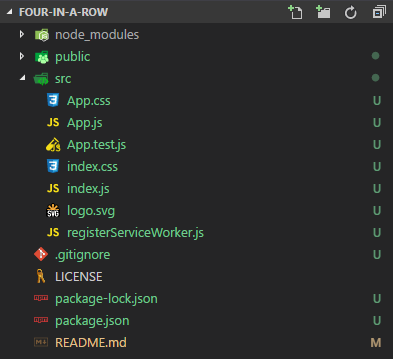 FOUR-IN-A-ROW
node_modules
public
src
App.css U
JS App.js U
App.test.js U
index.css U
JS index.js U
SVG logo.svg U
JS registerServiceWorker.js U
.gitignore U
LICENSE
package-lock.json U
package.json U
README.md M